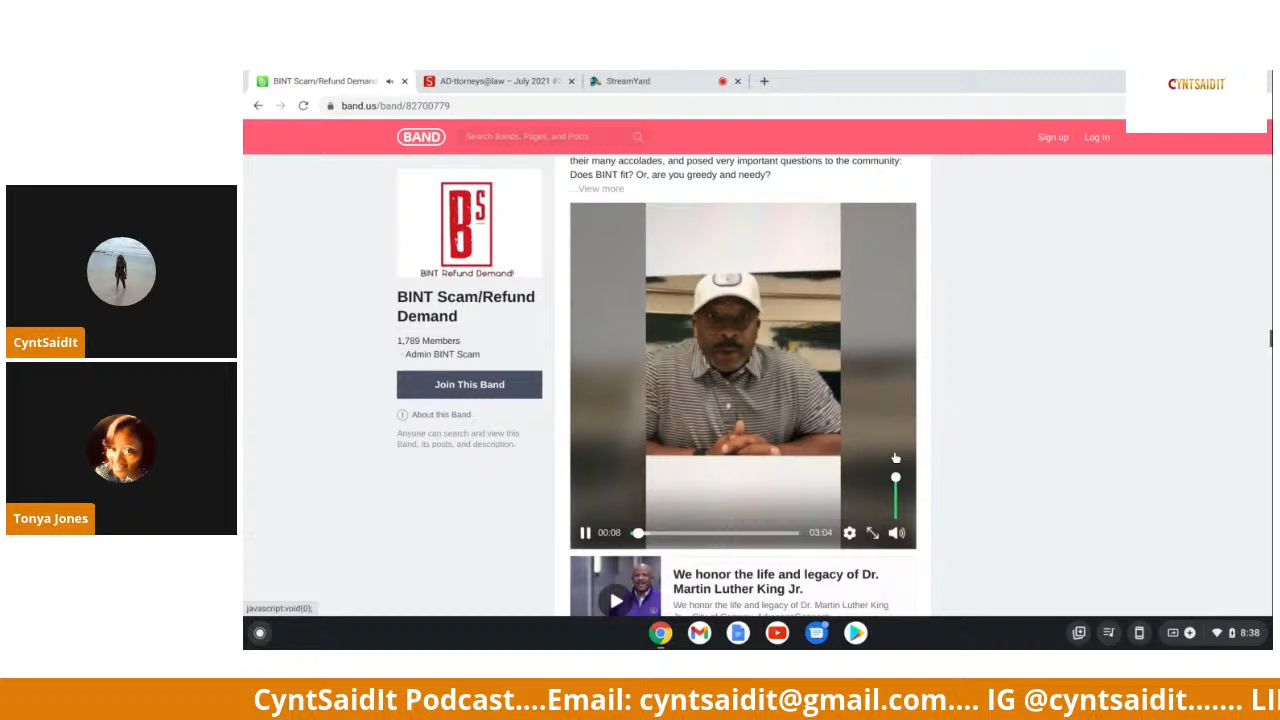 BINT Scam/Refund Demand
AD-ttorneys@law – July 2021 #
StreamYard
CYNTSAIDIT
band.us/band/82700779
BAND
Search Bands, Pages, and Posts
Sign up
Log In
BS
BINT Refund Demand!
BINT Scam/Refund
Demand
1,789 Members
· Admin BINT Scam
Join This Band
About this Band
Anyone can search and view this
Band, its posts, and description.
their many accolades, and posed very important questions to the community:
Does BINT fit? Or, are you greedy and needy?
...View more
00:08
03:04
We honor the life and legacy of Dr.
Martin Luther King Jr.
We honor the life and legacy of Dr. Martin Luther King
CyntSaidIt
Tonya Jones
javascript:void(0);
8:38
CyntSaidIt Podcast....Email: cyntsaidit@gmail.com.... IG @cyntsaidit....... LI